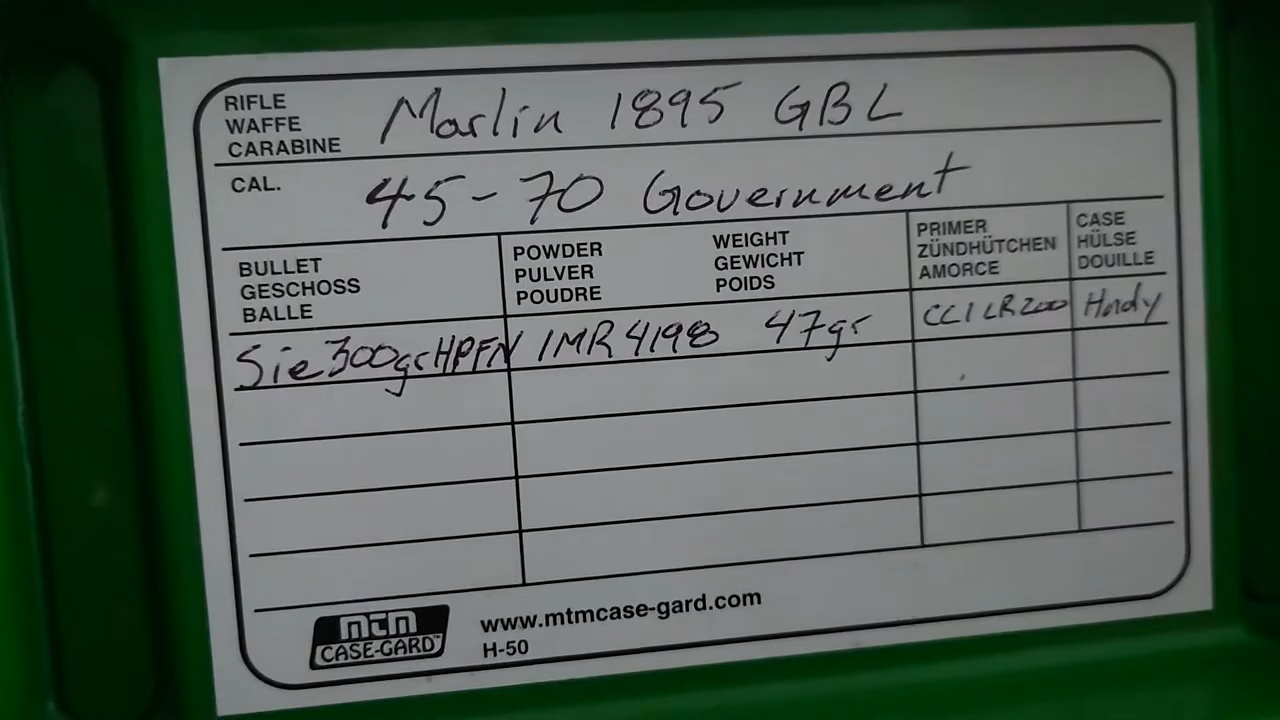 RIFLE
WAFFE
CARABINE
Marlin 1895 GBL
CAL.
45-70 Government
BULLET
GESCHOSS
BALLE
POWDER
PULVER
POUDRE
WEIGHT
GEWICHT
POIDS
PRIMER
ZÜNDHÜTCHEN
AMORCE
CASE
HÜLSE
DOUILLE
Sie 300gr HPFN IMR 4198 47gr CCI LR200 Hndy
mtm
CASE-GARD™
www.mtmcase-gard.com
H-50